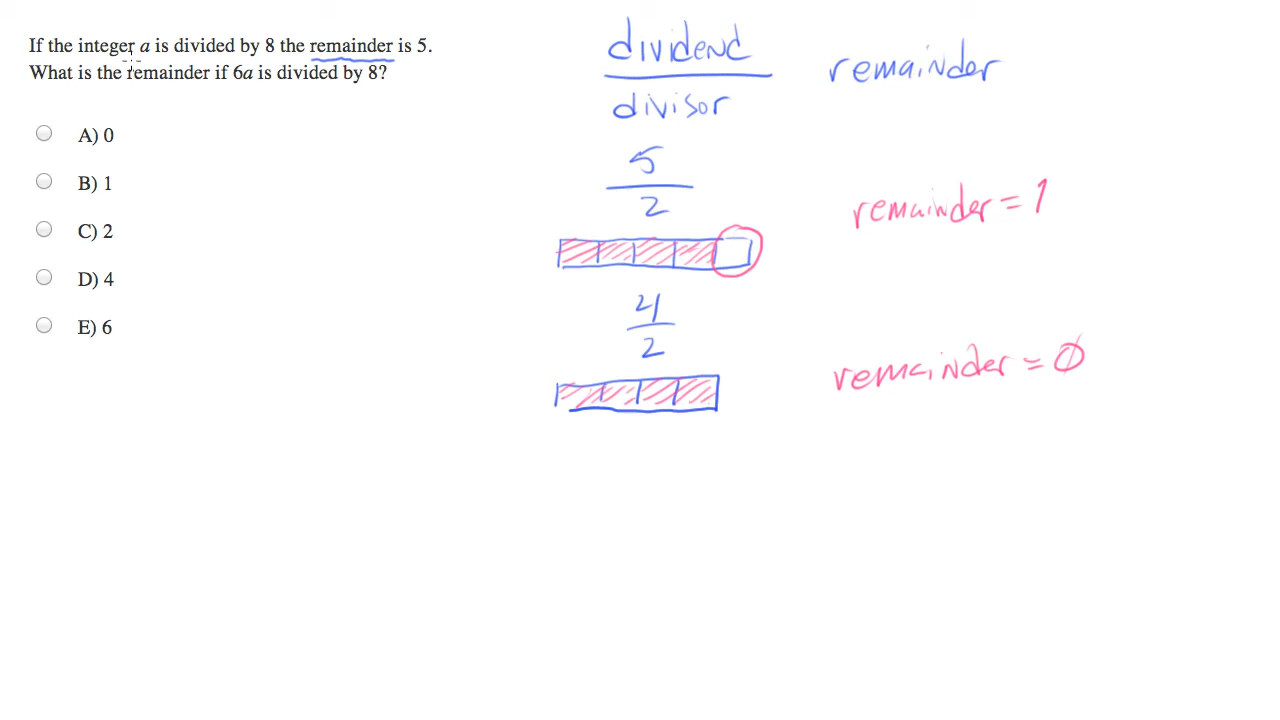 If the integer a is divided by 8 the remainder is 5.
What is the remainder if 6a is divided by 8?
A) 0
B) 1
C) 2
D) 4
E) 6
dividend
divisor
remainder
5
2
remainder = 1
4
2
remainder = 0